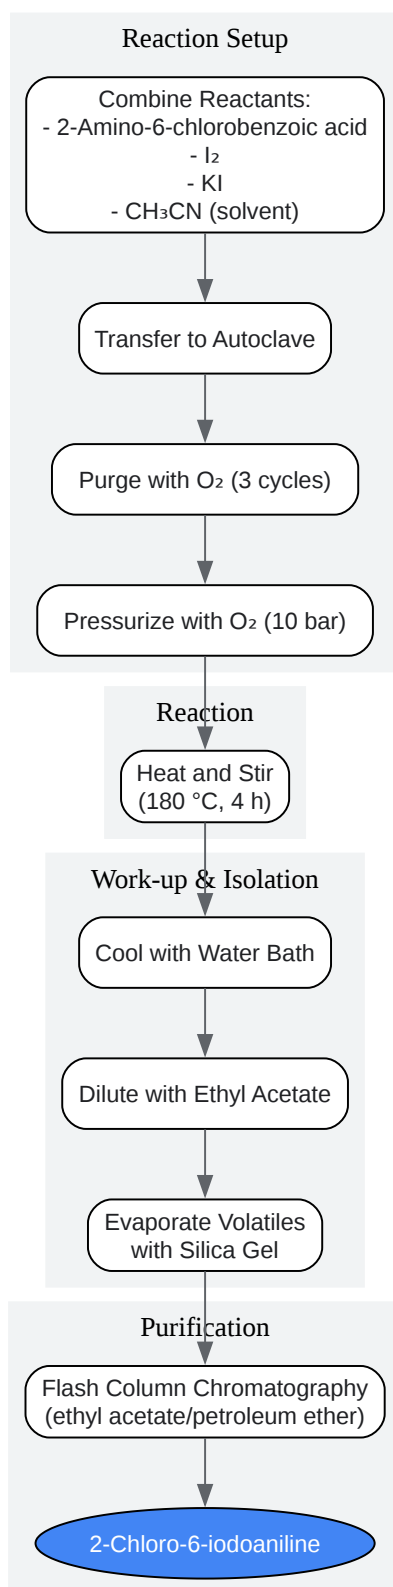 Reaction Setup
Combine Reactants:
- 2-Amino-6-chlorobenzoic acid
- I₂
- KI
- CH₃CN (solvent)
Transfer to Autoclave
Purge with O₂ (3 cycles)
Pressurize with O₂ (10 bar)
Reaction
Heat and Stir
(180 °C, 4 h)
Work-up & Isolation
Cool with Water Bath
Dilute with Ethyl Acetate
Evaporate Volatiles
with Silica Gel
Purification
Flash Column Chromatography
(ethyl acetate/petroleum ether)
2-Chloro-6-iodoaniline